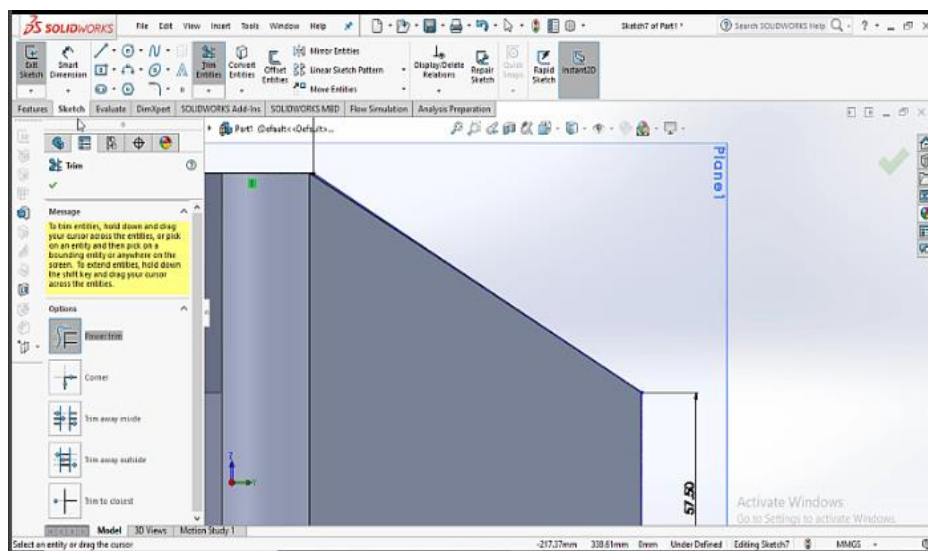 SOLIDWORKS File Edit View Insert Tools Window Help Sketch7 of Part1 * Search SOLIDWORKS Help
Exit Sketch
Smart Dimension
Trim Entities
Convert Entities
Offset Entities
Mirror Entities
Linear Sketch Pattern
Move Entities
Display/Delete Relations
Repair Sketch
Quick Snaps
Rapid Sketch
Instant2D
Features Sketch Evaluate DimXpert SOLIDWORKS Add-Ins SOLIDWORKS MBD Flow Simulation Analysis Preparation
Part1 (Default<<Default>...
Trim
Message
To trim entities, hold down and drag
your cursor across the entities, or pick
on an entity and then pick on a
bounding entity or anywhere on the
screen. To extend entities, hold down
the shift key and drag your cursor
across the entities.
Options
Power trim
Corner
Trim away inside
Trim away outside
Trim to closest
Plane1
57.50
Z
Y
Activate Windows
Go to Settings to activate Windows.
Model 3D Views Motion Study 1
Select an entity or drag the cursor -217.37mm 338.61mm 0mm Under Defined Editing Sketch7 MMGS